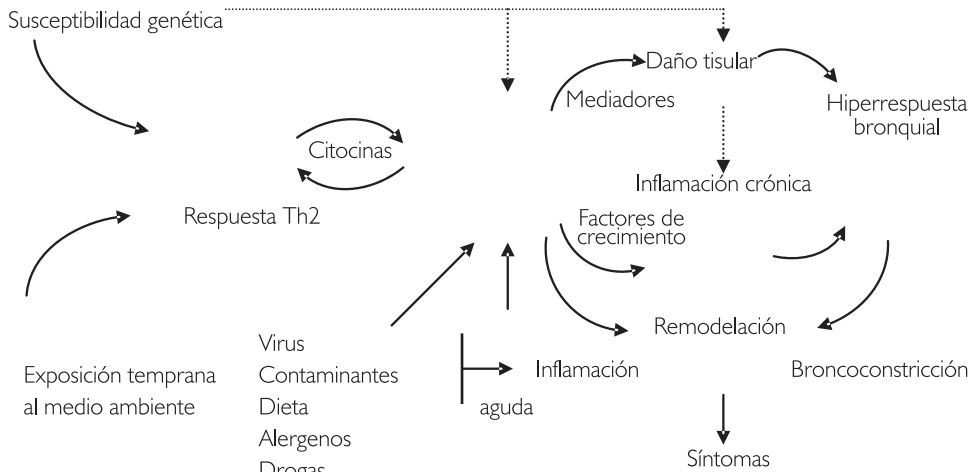 Susceptibilidad genética
Daño tisular
Mediadores
Hiperrespuesta
bronquial
Citocinas
Inflamación crónica
Respuesta Th2
Factores de
crecimiento
Remodelación
Virus
Exposición temprana
al medio ambiente
Contaminantes
Dieta
Alergenos
Drogas
Inflamación
aguda
Broncoconstricción
Síntomas